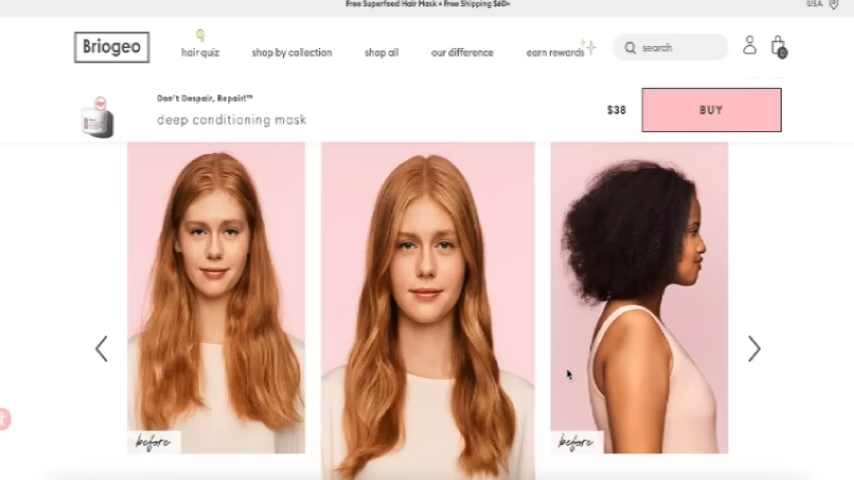 Free Superfood Hair Mask • Free Shipping $60+
USA
Briogeo
hair quiz
shop by collection
shop all
our difference
earn rewards
search
0
Don't Despair, Repair!™
deep conditioning mask
$38
BUY
before
before